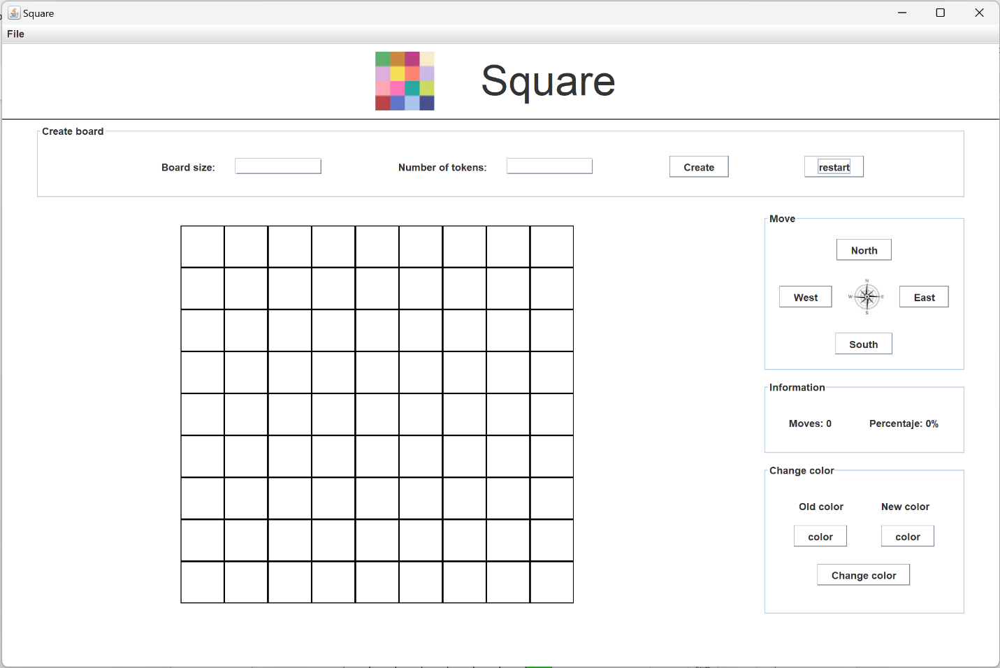 Square
File
Square
Create board
Board size:
Number of tokens:
Create
restart
Move
North
N
West
W
E
East
S
South
Information
Moves: 0
Percentaje: 0%
Change color
Old color
New color
color
color
Change color